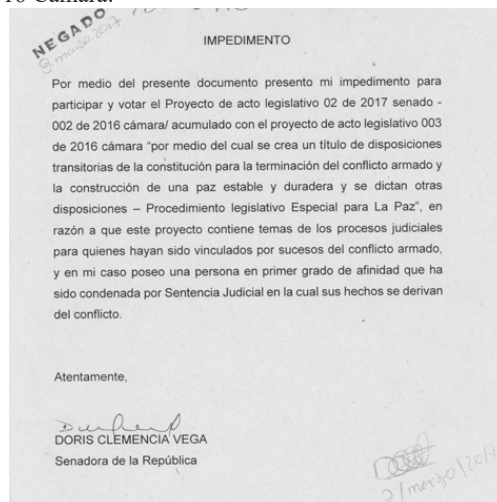 10 Cámara.
NEGADO
8 marzo 2017
IMPEDIMENTO
Por medio del presente documento presento mi impedimento para
participar y votar el Proyecto de acto legislativo 02 de 2017 senado -
002 de 2016 cámara/ acumulado con el proyecto de acto legislativo 003
de 2016 cámara “por medio del cual se crea un título de disposiciones
transitorias de la constitución para la terminación del conflicto armado y
la construcción de una paz estable y duradera y se dictan otras
disposiciones – Procedimiento legislativo Especial para La Paz”, en
razón a que este proyecto contiene temas de los procesos judiciales
para quienes hayan sido vinculados por sucesos del conflicto armado,
y en mi caso poseo una persona en primer grado de afinidad que ha
sido condenada por Sentencia Judicial en la cual sus hechos se derivan
del conflicto.
Atentamente,
DORIS CLEMENCIA VEGA
Senadora de la República